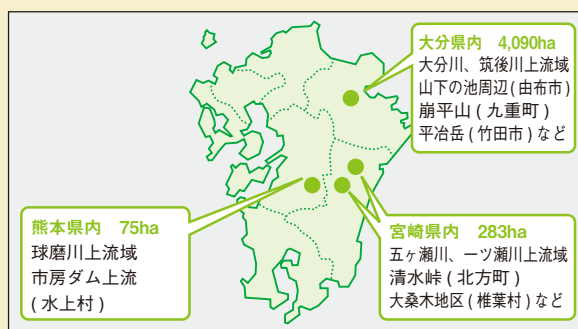 大分県内 4,090ha
大分川、筑後川上流域
山下の池周辺(由布市)
崩平山(九重町)
平治岳(竹田市)など
熊本県内 75ha
球磨川上流域
市房ダム上流
(水上村)
宮崎県内 283ha
五ヶ瀬川、一ツ瀬川上流域
清水峠(北方町)
大桑木地区(椎葉村)など